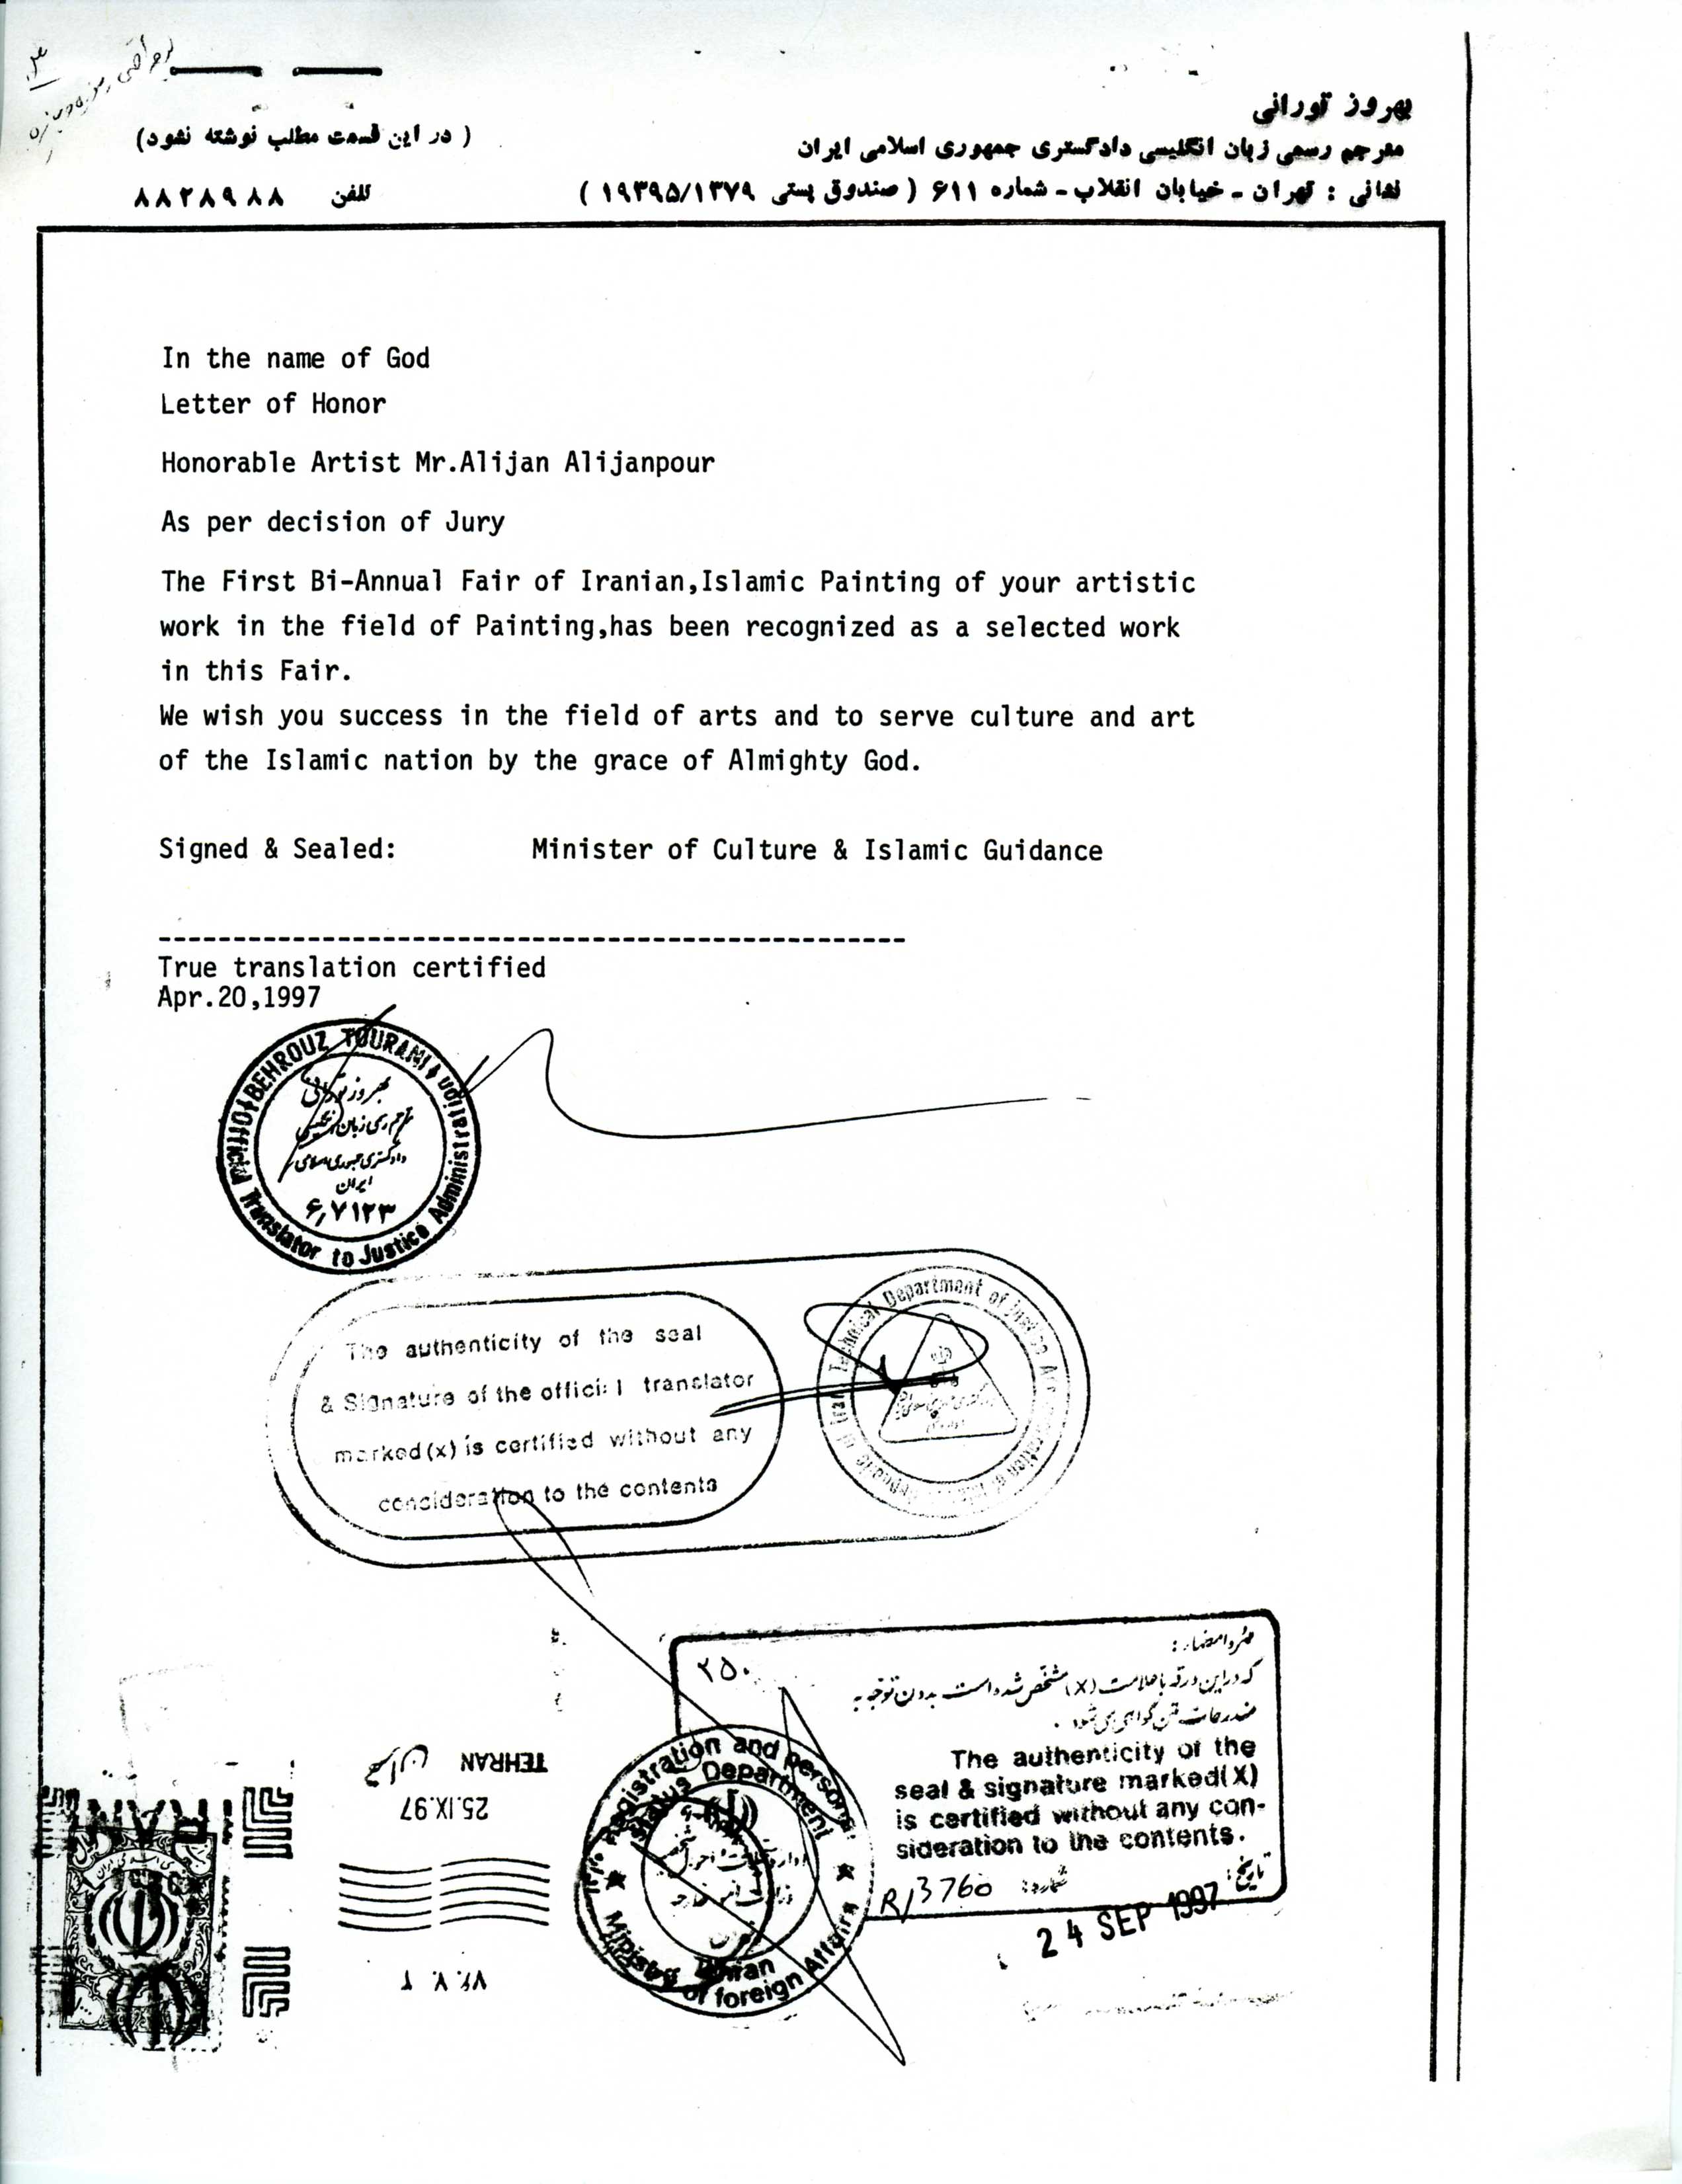 بهروز تورانی
مترجم رسمی زبان انگلیسی دادگستری جمهوری اسلامی ایران
نشانی : تهران - خیابان انقلاب - شماره ۶۱۱ ( صندوق پستی ۱۹۳۹۵/۱۳۷۹ )
( در این قسمت مطلب نوشته نشود)
تلفن ۸۸۲۸۹۸۸
In the name of God
Letter of Honor
Honorable Artist Mr.Alijan Alijanpour
As per decision of Jury
The First Bi-Annual Fair of Iranian,Islamic Painting of your artistic
work in the field of Painting,has been recognized as a selected work
in this Fair.
We wish you success in the field of arts and to serve culture and art
of the Islamic nation by the grace of Almighty God.
Signed & Sealed: Minister of Culture & Islamic Guidance
True translation certified
Apr.20,1997
BEHROUZ TOURANI
Official Translator to Justice Administration
بهروز تورانی
مترجم رسمی زبان انگلیسی
دادگستری جمهوری اسلامی
ایران
The authenticity of the seal
& Signature of the official translator
marked(x) is certified without any
consideration to the contents
Technical Department of
مهر و امضاء :
که در این ورقه با علامت (X) مشخص شده است بدون توجه به
مندرجات متن گواهی می شود .
۲۵۰
The authenticity of the
seal & signature marked(X)
is certified without any con-
sideration to the contents.
شماره: R/3760
تاریخ:
24 SEP 1997
Registration and personal
Status Department
Ministry of foreign Affairs
Tehran
TEHRAN تهران
25.IX.97
۷۶.۷.۳
IRAN